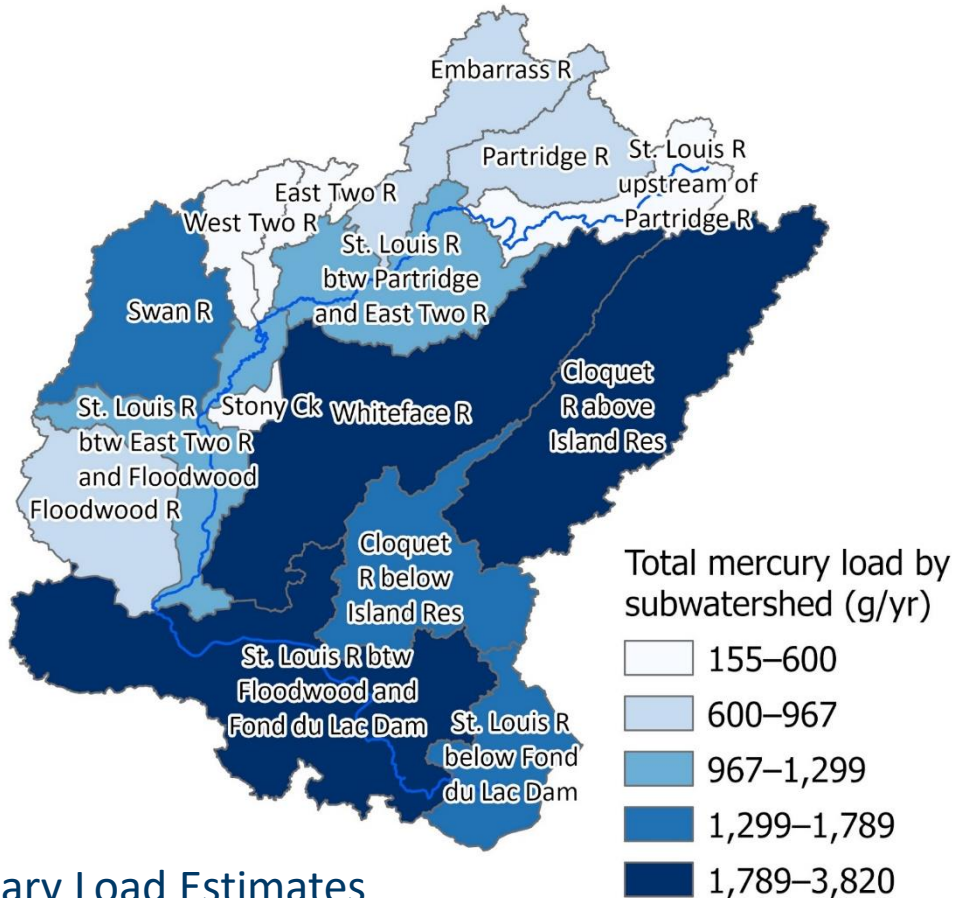 Embarrass R
Partridge R
St. Louis R
upstream of
Partridge R
East Two R
West Two R
St. Louis R
btw Partridge
and East Two R
Swan R
Cloquet
R above
Island Res
St. Louis R
btw East Two R
and Floodwood
Stony Ck
Whiteface R
Floodwood R
Cloquet
R below
Island Res
St. Louis R btw
Floodwood and
Fond du Lac Dam
St. Louis R
below Fond
du Lac Dam
Total mercury load by
subwatershed (g/yr)
155–600
600–967
967–1,299
1,299–1,789
1,789–3,820
Load Estimates